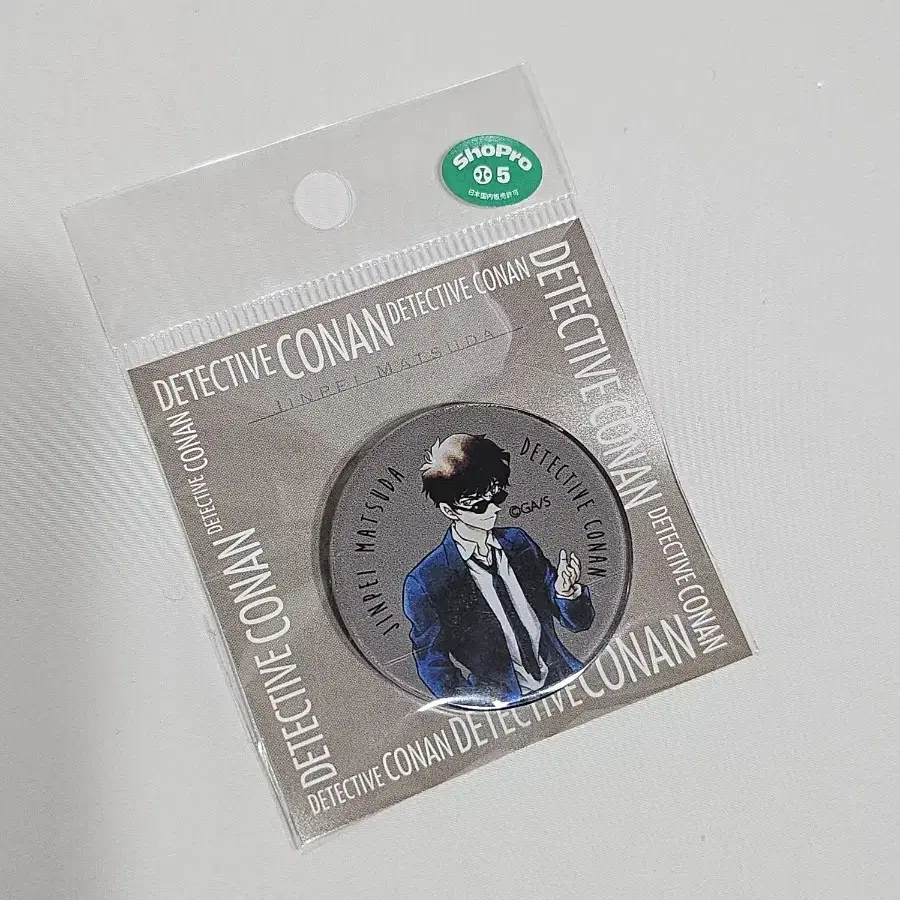 ShoPro
5
日本国内販売許可
DETECTIVE CONAN
DETECTIVE CONAN
DETECTIVE CONAN
JINPEI MATSUDA
DETECTIVE CONAN
DETECTIVE CONAN
JINPEI MATSUDA
DETECTIVE CONAN
©GA/S
DETECTIVE CONAN
DETECTIVE CONAN
DETECTIVE CONAN